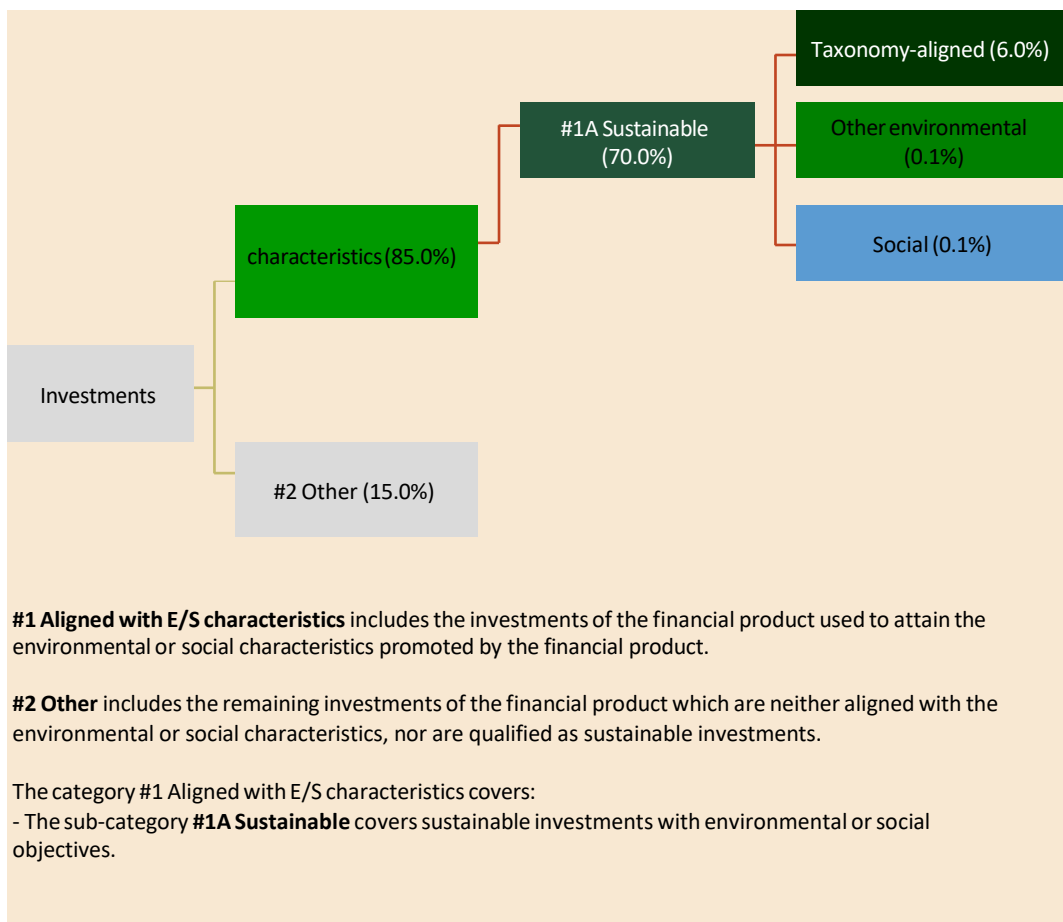 Taxonomy-aligned (6.0%)
#1A Sustainable
(70.0%)
Other environmental
(0.1%)
characteristics (85.0%)
Social (0.1%)
Investments
#2 Other (15.0%)
#1 Aligned with E/S characteristics includes the investments of the financial product used to attain the
environmental or social characteristics promoted by the financial product.
#2 Other includes the remaining investments of the financial product which are neither aligned with the
environmental or social characteristics, nor are qualified as sustainable investments.
The category #1 Aligned with E/S characteristics covers:
- The sub-category #1A Sustainable covers sustainable investments with environmental or social
objectives.